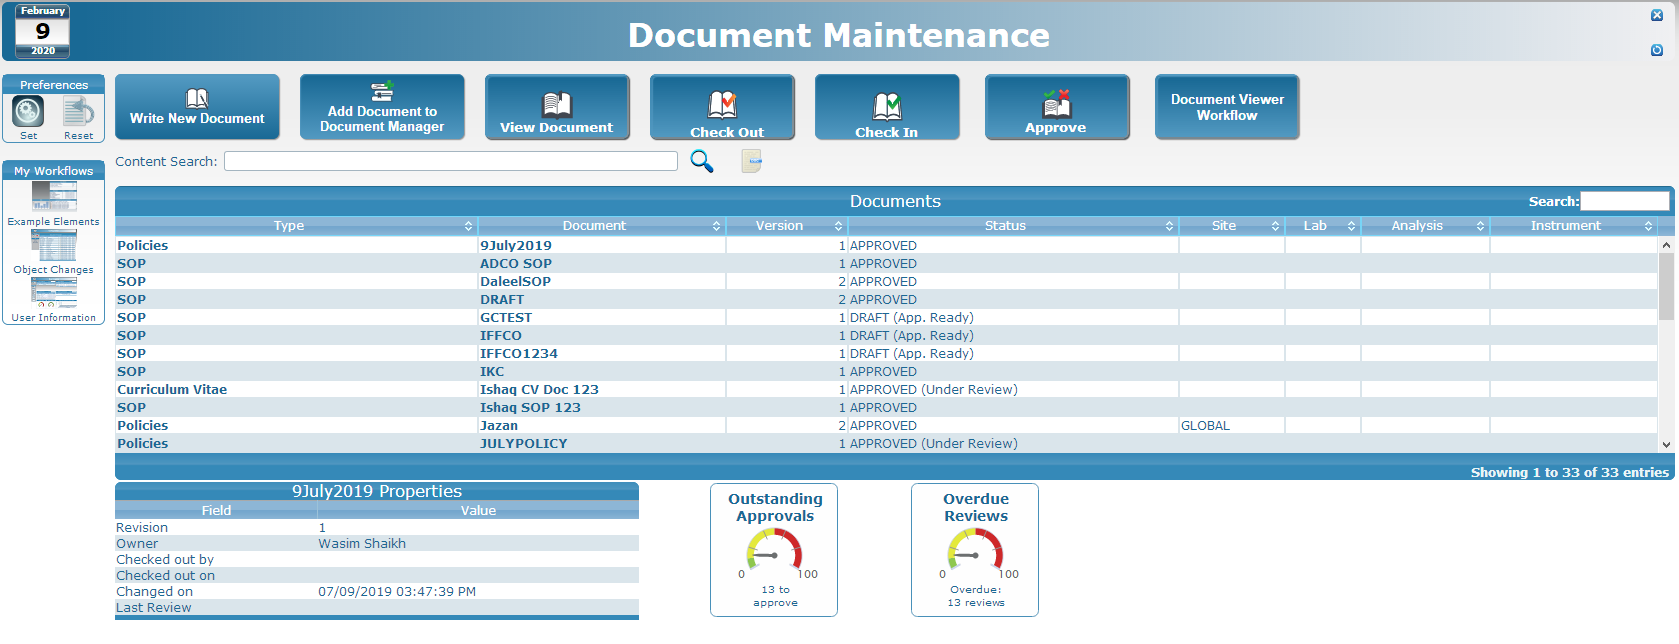 February
9
2020
Document Maintenance
Preferences
Set Reset
My Workflows
Example Elements
Object Changes
User Information
Write New Document
Add Document to
Document Manager
View Document
Check Out
Check In
Approve
Document Viewer
Workflow
Content Search:
Documents Search:
Type Document Version Status Site Lab Analysis Instrument
Policies 9July2019 1 APPROVED
SOP ADCO SOP 1 APPROVED
SOP DaleelSOP 2 APPROVED
SOP DRAFT 2 APPROVED
SOP GCTEST 1 DRAFT (App. Ready)
SOP IFFCO 1 DRAFT (App. Ready)
SOP IFFCO1234 1 DRAFT (App. Ready)
SOP IKC 1 APPROVED
Curriculum Vitae Ishaq CV Doc 123 1 APPROVED (Under Review)
SOP Ishaq SOP 123 1 APPROVED
Policies Jazan 2 APPROVED GLOBAL
Policies JULYPOLICY 1 APPROVED (Under Review)
Showing 1 to 33 of 33 entries
9July2019 Properties
Field Value
Revision 1
Owner Wasim Shaikh
Checked out by
Checked out on
Changed on 07/09/2019 03:47:39 PM
Last Review
Outstanding
Approvals
0 100
13 to
approve
Overdue
Reviews
0 100
Overdue:
13 reviews